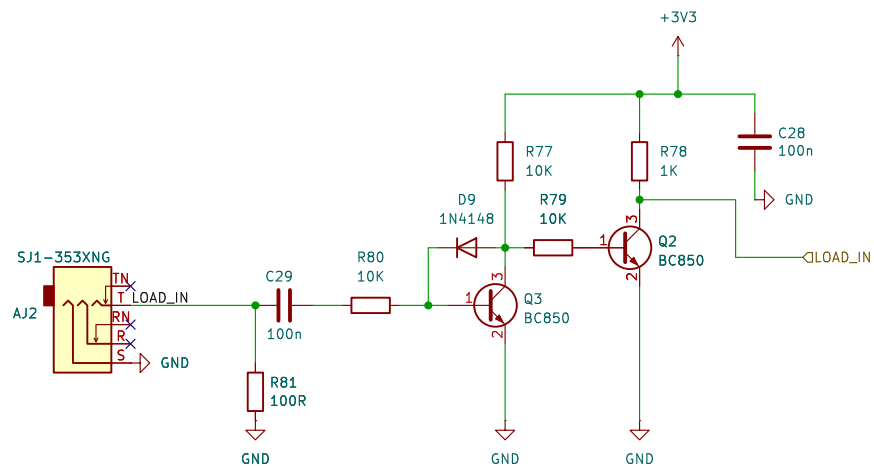 +3V3
C28
100n
GND
R77
10K
R78
1K
D9
1N4148
R79
10K
3
1
2
Q2
BC850
LOAD_IN
SJ1-353XNG
AJ2
TN
T
LOAD_IN
RN
R
S
GND
C29
100n
R80
10K
3
1
2
Q3
BC850
R81
100R
GND
GND
GND